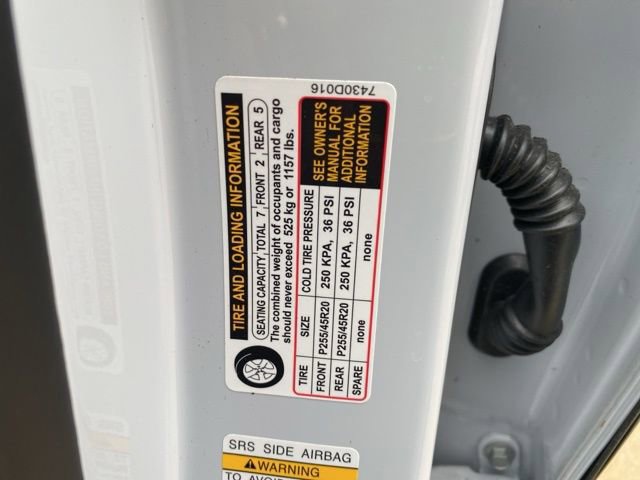 TIRE AND LOADING INFORMATION
SEATING CAPACITY TOTAL 7 FRONT 2 REAR 5
The combined weight of occupants and cargo
should never exceed 525 kg or 1157 lbs.
TIRE SIZE COLD TIRE PRESSURE
FRONT P255/45R20 250 KPA, 36 PSI
REAR P255/45R20 250 KPA, 36 PSI
SPARE none none
SEE OWNER'S
MANUAL FOR
ADDITIONAL
INFORMATION
7430D016
SRS SIDE AIRBAG
WARNING
TO AVOID